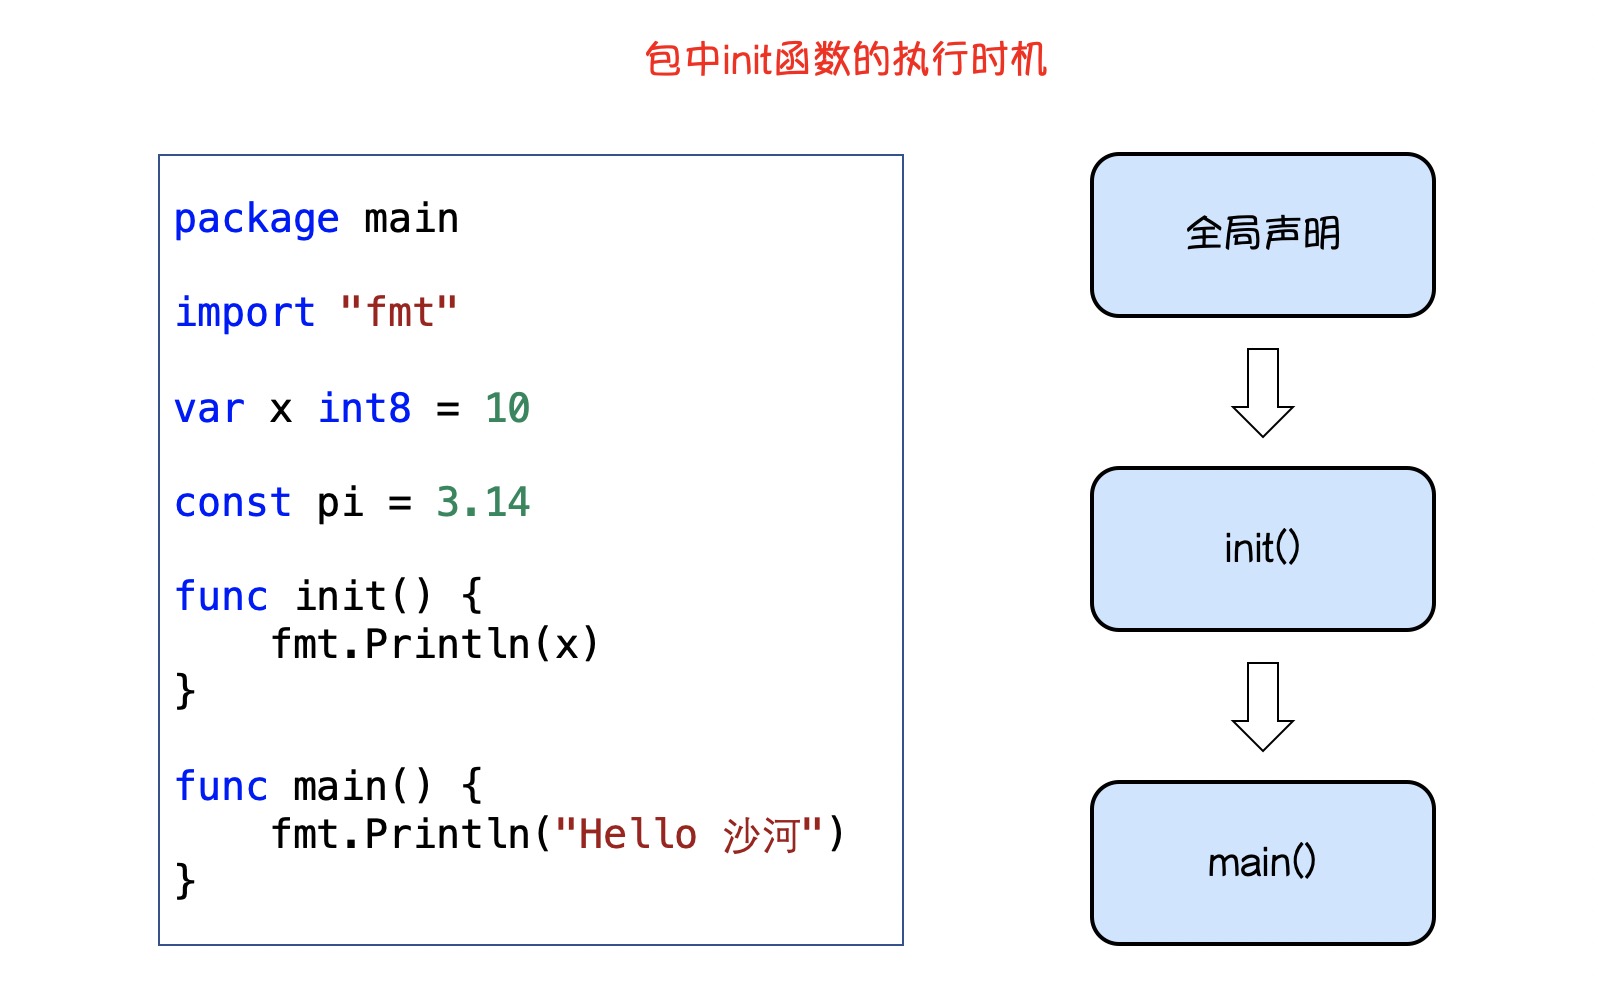 包中init函数的执行时机
package main
import "fmt"
var x int8 = 10
const pi = 3.14
func init() {
    fmt.Println(x)
}
func main() {
    fmt.Println("Hello 沙河")
}
全局声明
init()
main()